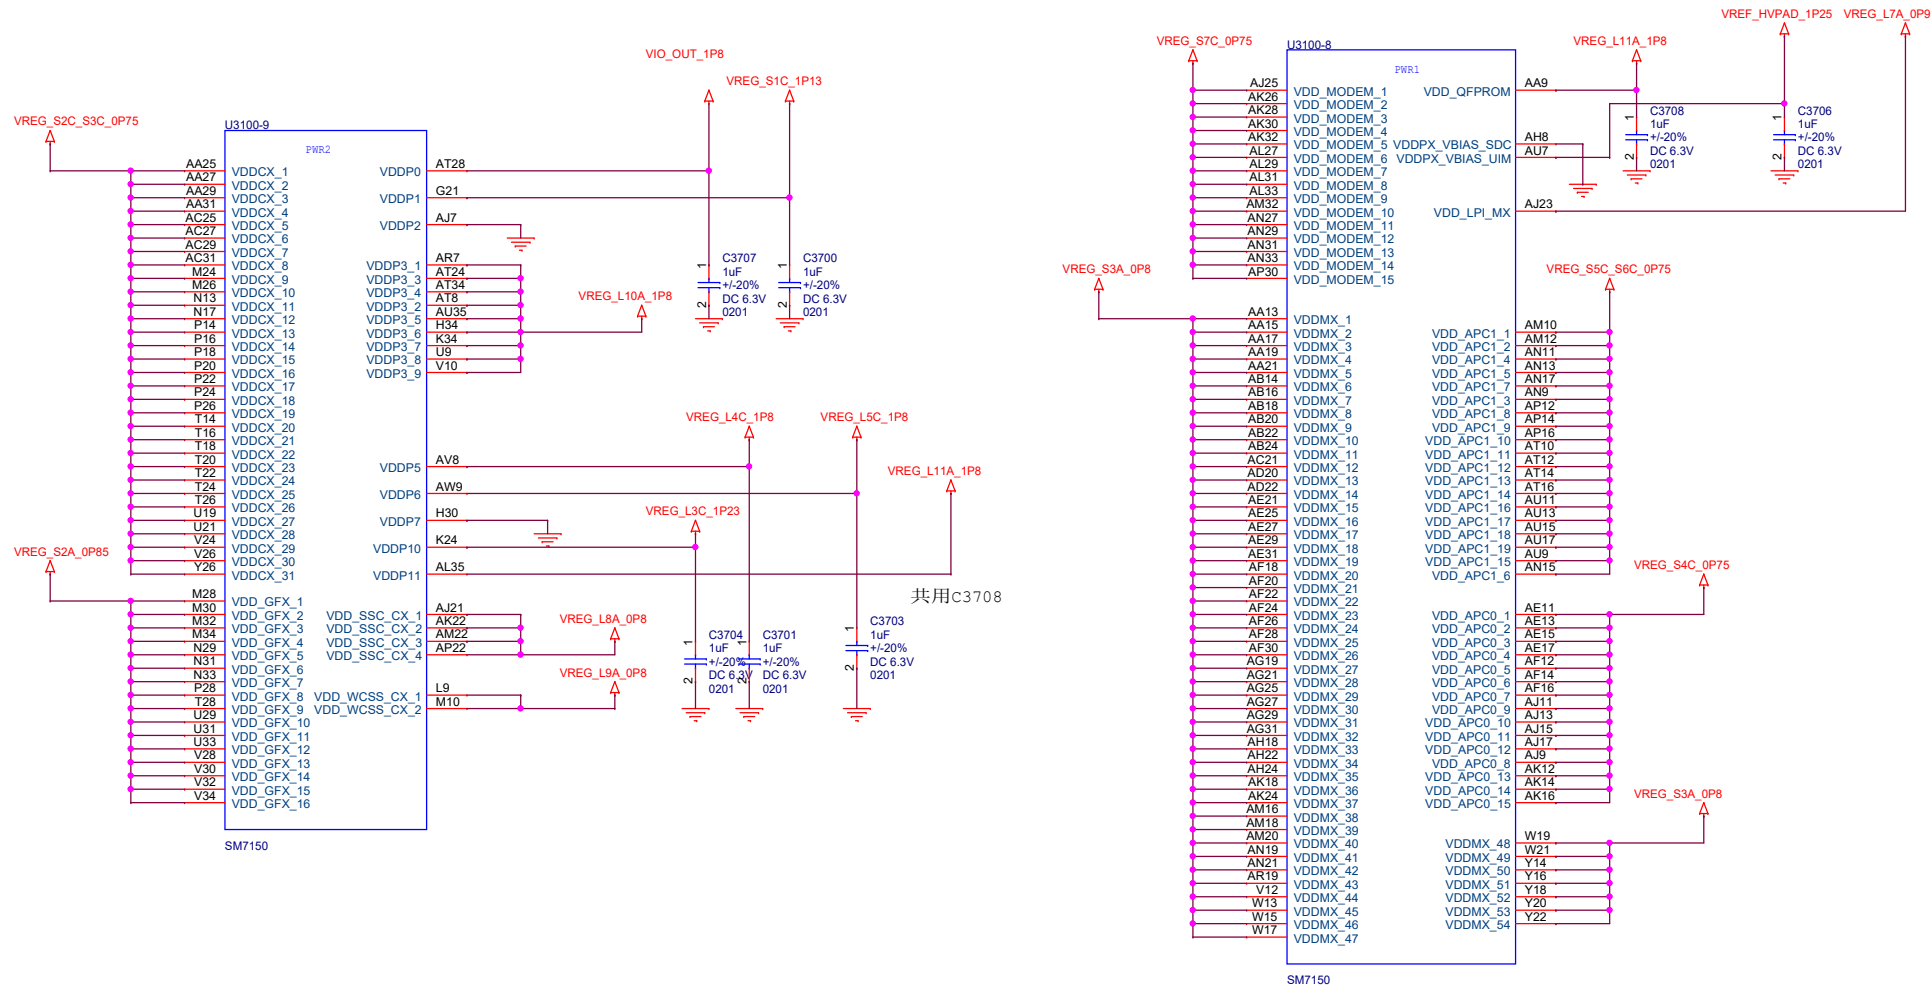 VIO_OUT_1P8
VREG_S1C_1P13
VREG_S2C_S3C_0P75
U3100-9
PWR2
AA25 VDDCX_1
AA27 VDDCX_2
AA29 VDDCX_3
AA31 VDDCX_4
AC25 VDDCX_5
AC27 VDDCX_6
AC29 VDDCX_7
AC31 VDDCX_8
M24 VDDCX_9
M26 VDDCX_10
N13 VDDCX_11
N17 VDDCX_12
P14 VDDCX_13
P16 VDDCX_14
P18 VDDCX_15
P20 VDDCX_16
P22 VDDCX_17
P24 VDDCX_18
P26 VDDCX_19
T14 VDDCX_20
T16 VDDCX_21
T18 VDDCX_22
T20 VDDCX_23
T22 VDDCX_24
T24 VDDCX_25
T26 VDDCX_26
U19 VDDCX_27
U21 VDDCX_28
V24 VDDCX_29
V26 VDDCX_30
Y26 VDDCX_31
VREG_S2A_0P85
M28 VDD_GFX_1
M30 VDD_GFX_2
M32 VDD_GFX_3
M34 VDD_GFX_4
N29 VDD_GFX_5
N31 VDD_GFX_6
N33 VDD_GFX_7
P28 VDD_GFX_8
T28 VDD_GFX_9
U29 VDD_GFX_10
U31 VDD_GFX_11
U33 VDD_GFX_12
V28 VDD_GFX_13
V30 VDD_GFX_14
V32 VDD_GFX_15
V34 VDD_GFX_16
VDDP0 AT28
VDDP1 G21
VDDP2 AJ7
VDDP3_1 AR7
VDDP3_3 AT24
VDDP3_4 AT34
VDDP3_2 AT8
VDDP3_5 AU35
VDDP3_6 H34
VDDP3_7 K34
VDDP3_8 U9
VDDP3_9 V10
VREG_L10A_1P8
VDDP5 AV8
VDDP6 AW9
VDDP7 H30
VDDP10 K24
VDDP11 AL35
VDD_SSC_CX_1 AJ21
VDD_SSC_CX_2 AK22
VDD_SSC_CX_3 AM22
VDD_SSC_CX_4 AP22
VREG_L8A_0P8
VDD_WCSS_CX_1 L9
VDD_WCSS_CX_2 M10
VREG_L9A_0P8
SM7150
1
2
C3707
1uF
+/-20%
DC 6.3V
0201
1
2
C3700
1uF
+/-20%
DC 6.3V
0201
VREG_L4C_1P8
VREG_L5C_1P8
VREG_L11A_1P8
VREG_L3C_1P23
共用C3708
1
2
C3704
1uF
+/-20%
DC 6.3V
0201
1
2
C3701
1uF
+/-20%
DC 6.3V
0201
1
2
C3703
1uF
+/-20%
DC 6.3V
0201
VREG_S7C_0P75
U3100-8
PWR1
VREG_L11A_1P8
VREF_HVPAD_1P25
VREG_L7A_0P9
AJ25 VDD_MODEM_1
AK26 VDD_MODEM_2
AK28 VDD_MODEM_3
AK30 VDD_MODEM_4
AK32 VDD_MODEM_5
AL27 VDD_MODEM_6
AL29 VDD_MODEM_7
AL31 VDD_MODEM_8
AL33 VDD_MODEM_9
AM32 VDD_MODEM_10
AN27 VDD_MODEM_11
AN29 VDD_MODEM_12
AN31 VDD_MODEM_13
AN33 VDD_MODEM_14
AP30 VDD_MODEM_15
VREG_S3A_0P8
AA13 VDDMX_1
AA15 VDDMX_2
AA17 VDDMX_3
AA19 VDDMX_4
AA21 VDDMX_5
AB14 VDDMX_6
AB16 VDDMX_7
AB18 VDDMX_8
AB20 VDDMX_9
AB22 VDDMX_10
AB24 VDDMX_11
AC21 VDDMX_12
AD20 VDDMX_13
AD22 VDDMX_14
AE21 VDDMX_15
AE25 VDDMX_16
AE27 VDDMX_17
AE29 VDDMX_18
AE31 VDDMX_19
AF18 VDDMX_20
AF20 VDDMX_21
AF22 VDDMX_22
AF24 VDDMX_23
AF26 VDDMX_24
AF28 VDDMX_25
AF30 VDDMX_26
AG19 VDDMX_27
AG21 VDDMX_28
AG25 VDDMX_29
AG27 VDDMX_30
AG29 VDDMX_31
AG31 VDDMX_32
AH18 VDDMX_33
AH22 VDDMX_34
AH24 VDDMX_35
AK18 VDDMX_36
AK24 VDDMX_37
AM16 VDDMX_38
AM18 VDDMX_39
AM20 VDDMX_40
AN19 VDDMX_41
AN21 VDDMX_42
AR19 VDDMX_43
V12 VDDMX_44
W13 VDDMX_45
W15 VDDMX_46
W17 VDDMX_47
VDD_QFPROM AA9
VDDPX_VBIAS_SDC AH8
VDDPX_VBIAS_UIM AU7
VDD_LPI_MX AJ23
1
2
C3708
1uF
+/-20%
DC 6.3V
0201
1
2
C3706
1uF
+/-20%
DC 6.3V
0201
VREG_S5C_S6C_0P75
VDD_APC1_1 AM10
VDD_APC1_2 AM12
VDD_APC1_4 AN11
VDD_APC1_5 AN13
VDD_APC1_7 AN17
VDD_APC1_3 AN9
VDD_APC1_8 AP12
VDD_APC1_9 AP14
VDD_APC1_10 AP16
VDD_APC1_11 AT10
VDD_APC1_12 AT12
VDD_APC1_13 AT14
VDD_APC1_14 AT16
VDD_APC1_16 AU11
VDD_APC1_17 AU13
VDD_APC1_18 AU15
VDD_APC1_19 AU17
VDD_APC1_15 AU9
VDD_APC1_6 AN15
VREG_S4C_0P75
VDD_APC0_1 AE11
VDD_APC0_2 AE13
VDD_APC0_3 AE15
VDD_APC0_4 AE17
VDD_APC0_5 AF12
VDD_APC0_6 AF14
VDD_APC0_7 AF16
VDD_APC0_9 AJ11
VDD_APC0_10 AJ13
VDD_APC0_11 AJ15
VDD_APC0_12 AJ17
VDD_APC0_8 AJ9
VDD_APC0_13 AK12
VDD_APC0_14 AK14
VDD_APC0_15 AK16
VREG_S3A_0P8
VDDMX_48 W19
VDDMX_49 W21
VDDMX_50 Y14
VDDMX_51 Y16
VDDMX_52 Y18
VDDMX_53 Y20
VDDMX_54 Y22
SM7150